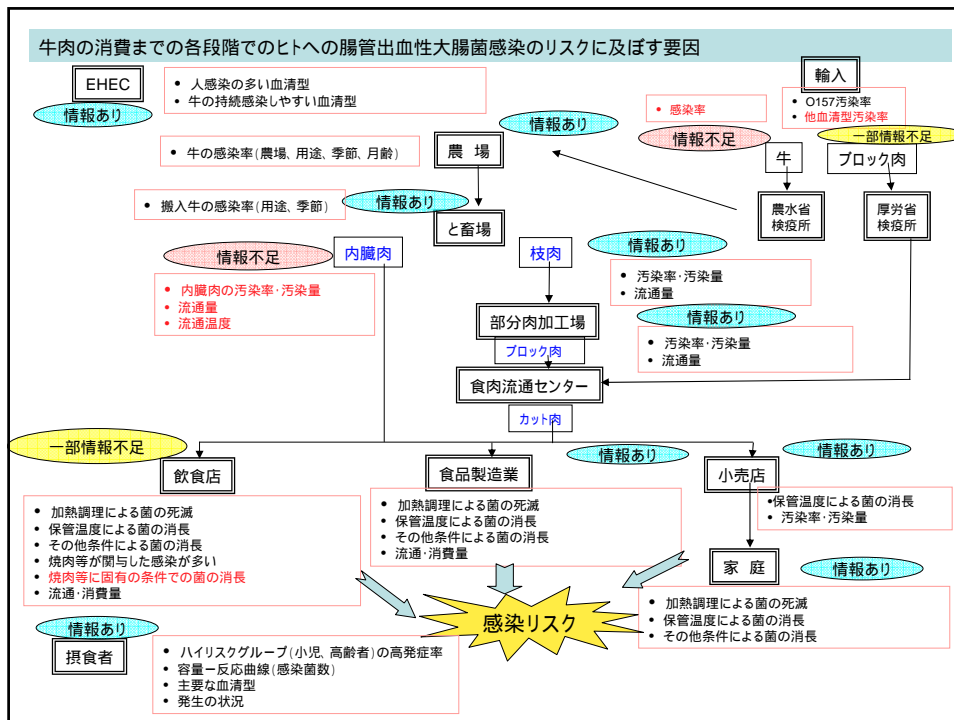 牛肉の消費までの各段階でのヒトへの腸管出血性大腸菌感染のリスクに及ぼす要因
EHEC
情報あり
• 人感染の多い血清型
• 牛の持続感染しやすい血清型
輸入
• O157汚染率
• 他血清型汚染率
一部情報不足
• 感染率
情報不足
牛
ブロック肉
農水省
検疫所
厚労省
検疫所
情報あり
• 牛の感染率(農場、用途、季節、月齢)
農 場
• 搬入牛の感染率(用途、季節)
情報あり
と畜場
情報不足
内臓肉
• 内臓肉の汚染率・汚染量
• 流通量
• 流通温度
枝肉
情報あり
• 汚染率・汚染量
• 流通量
部分肉加工場
情報あり
• 汚染率・汚染量
• 流通量
ブロック肉
食肉流通センター
カット肉
一部情報不足
飲食店
• 加熱調理による菌の死滅
• 保管温度による菌の消長
• その他条件による菌の消長
• 焼肉等が関与した感染が多い
• 焼肉等に固有の条件での菌の消長
• 流通・消費量
食品製造業
情報あり
• 加熱調理による菌の死滅
• 保管温度による菌の消長
• その他条件による菌の消長
• 流通・消費量
小売店
情報あり
•保管温度による菌の消長
• 汚染率・汚染量
家 庭
情報あり
• 加熱調理による菌の死滅
• 保管温度による菌の消長
• その他条件による菌の消長
感染リスク
情報あり
摂食者
• ハイリスクグループ(小児、高齢者)の高発症率
• 容量ー反応曲線(感染菌数)
• 主要な血清型
• 発生の状況